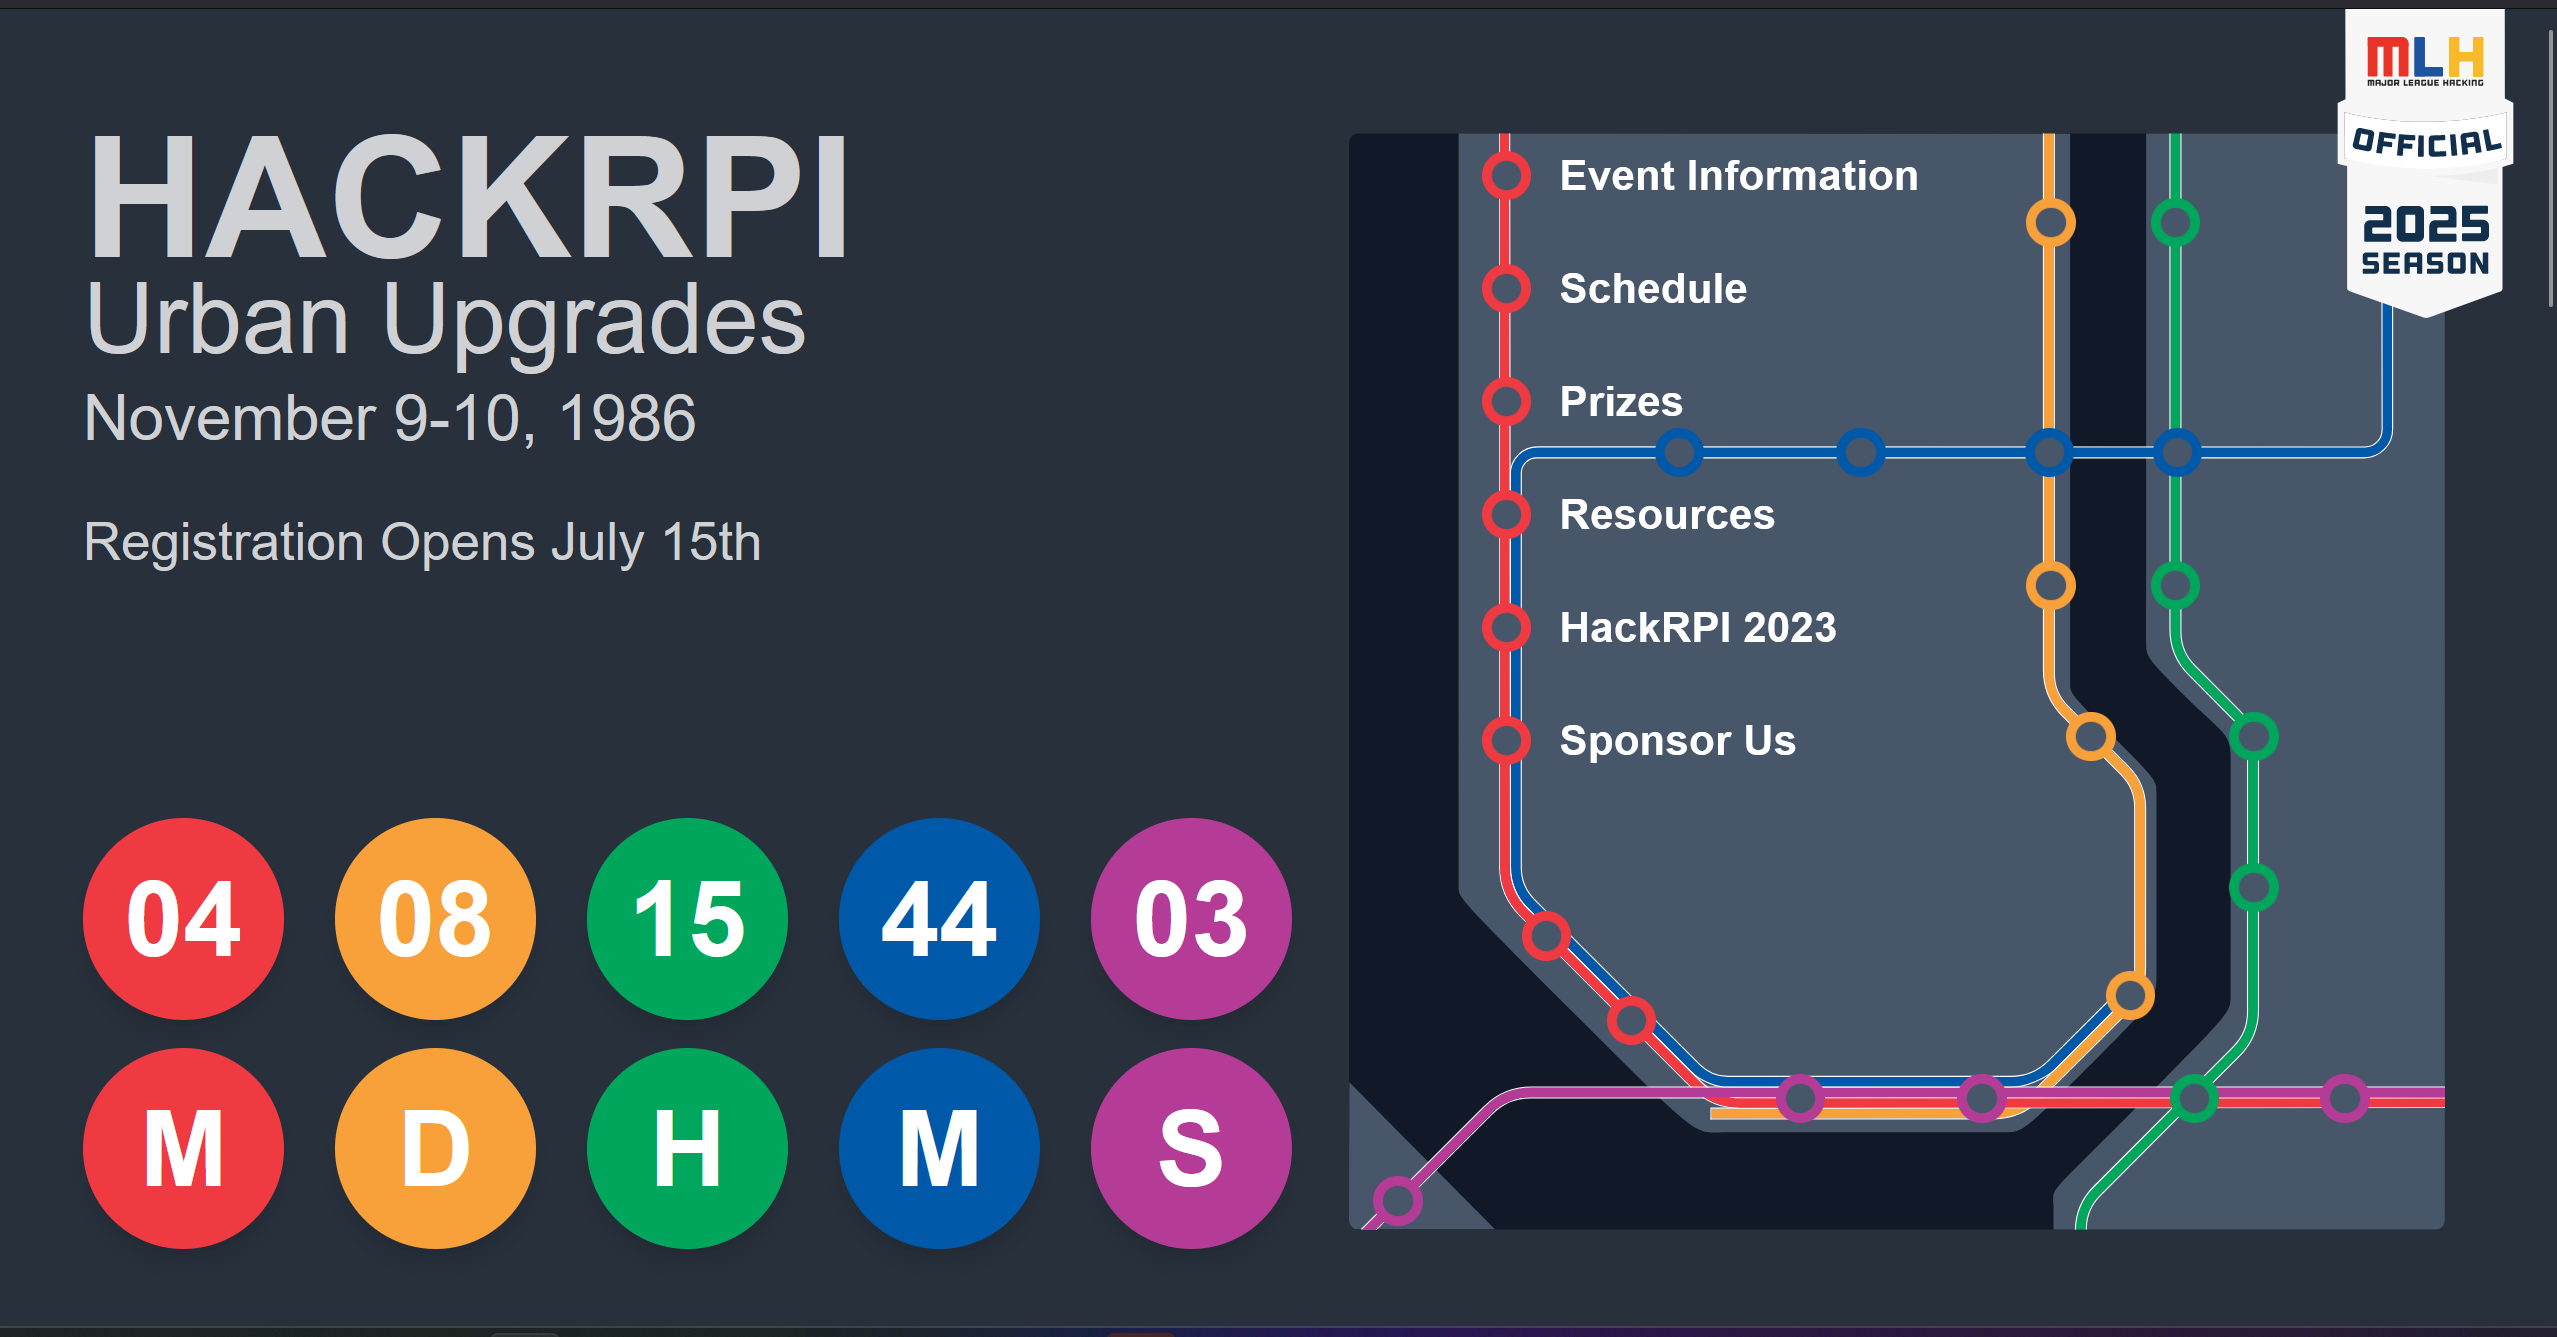 HACKRPI
Urban Upgrades
November 9-10, 1986
Registration Opens July 15th
04 08 15 44 03
M D H M S
Event Information
Schedule
Prizes
Resources
HackRPI 2023
Sponsor Us
MLH
MAJOR LEAGUE HACKING
OFFICIAL
2025
SEASON